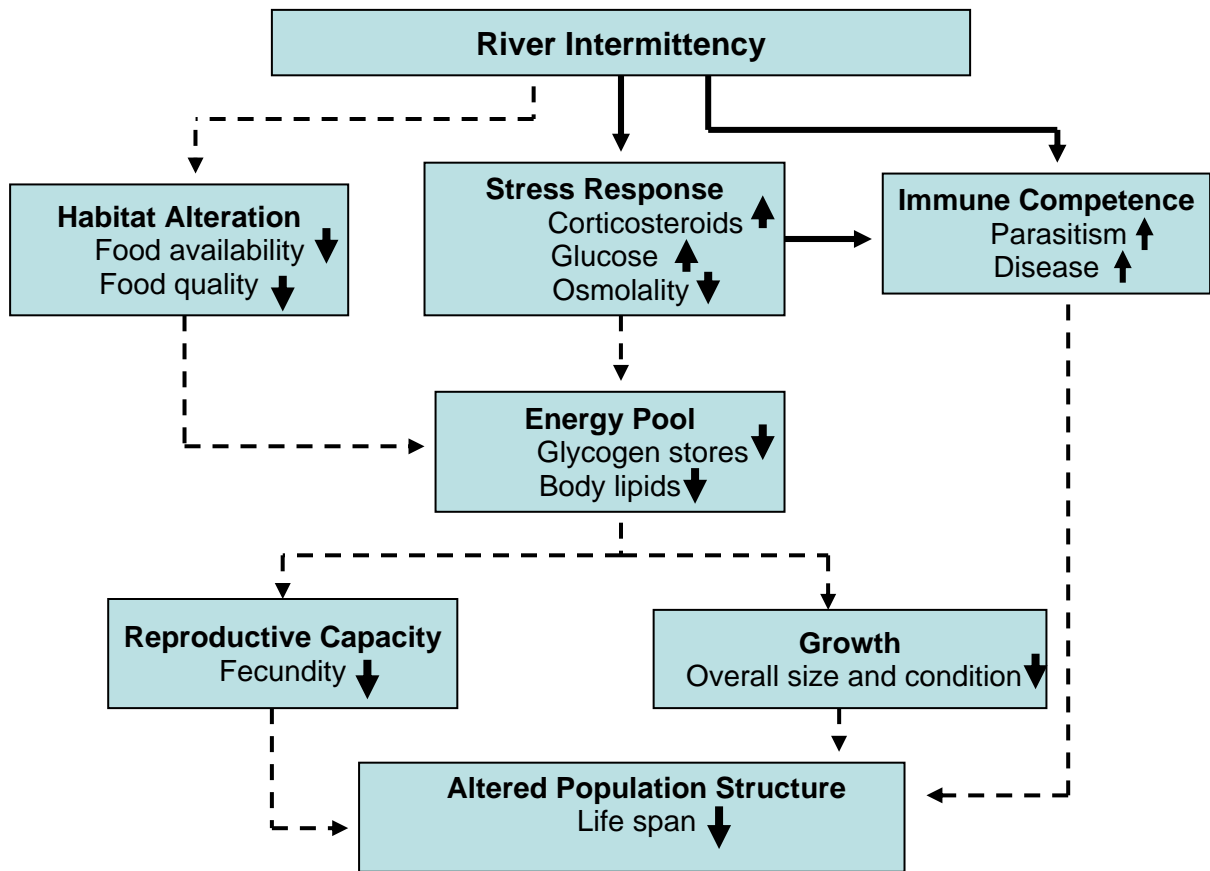 River Intermittency
Habitat Alteration
Food availability
Food quality
Stress Response
Corticosteroids
Glucose
Osmolality
Immune Competence
Parasitism
Disease
Energy Pool
Glycogen stores
Body lipids
Reproductive Capacity
Fecundity
Growth
Overall size and condition
Altered Population Structure
Life span